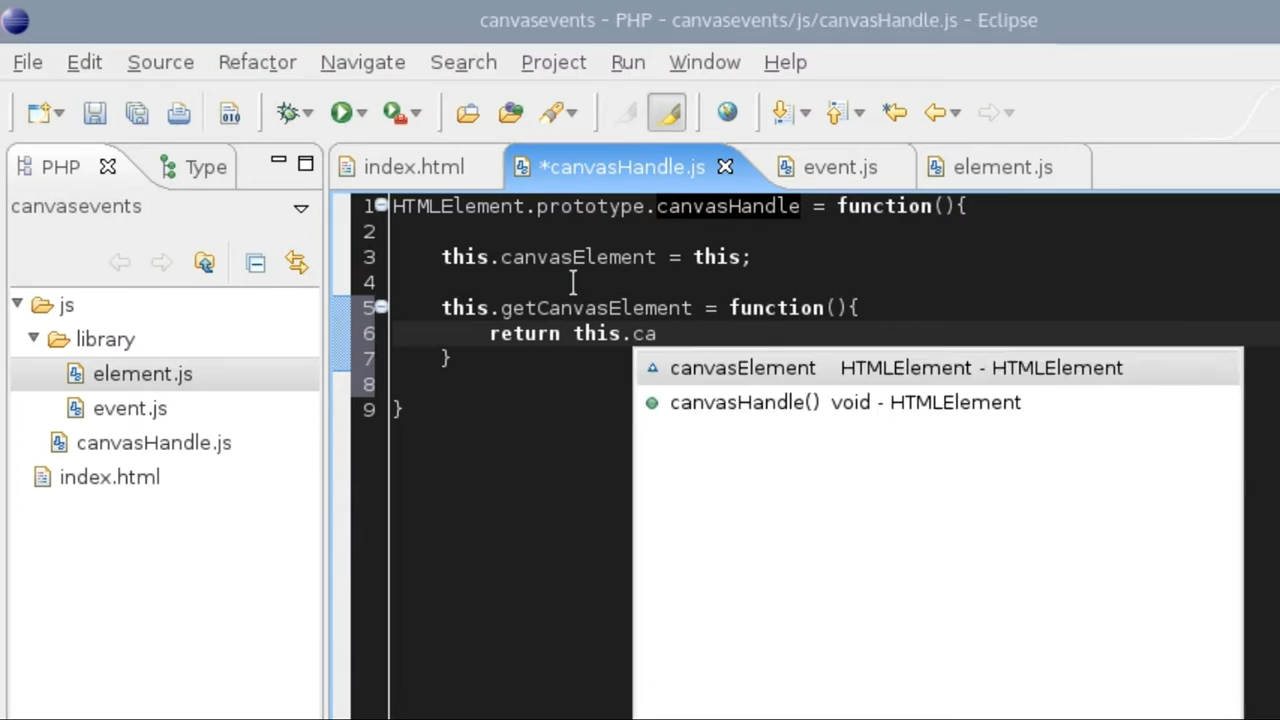 canvasevents - PHP - canvasevents/js/canvasHandle.js - Eclipse
File Edit Source Refactor Navigate Search Project Run Window Help
010
PHP Type index.html *canvasHandle.js event.js element.js
canvasevents
js
library
element.js
event.js
canvasHandle.js
index.html
1 HTMLElement.prototype.canvasHandle = function(){
2
3 this.canvasElement = this;
4
5 this.getCanvasElement = function(){
6 return this.ca
7 }
8
9 }
canvasElement HTMLElement - HTMLElement
canvasHandle() void - HTMLElement